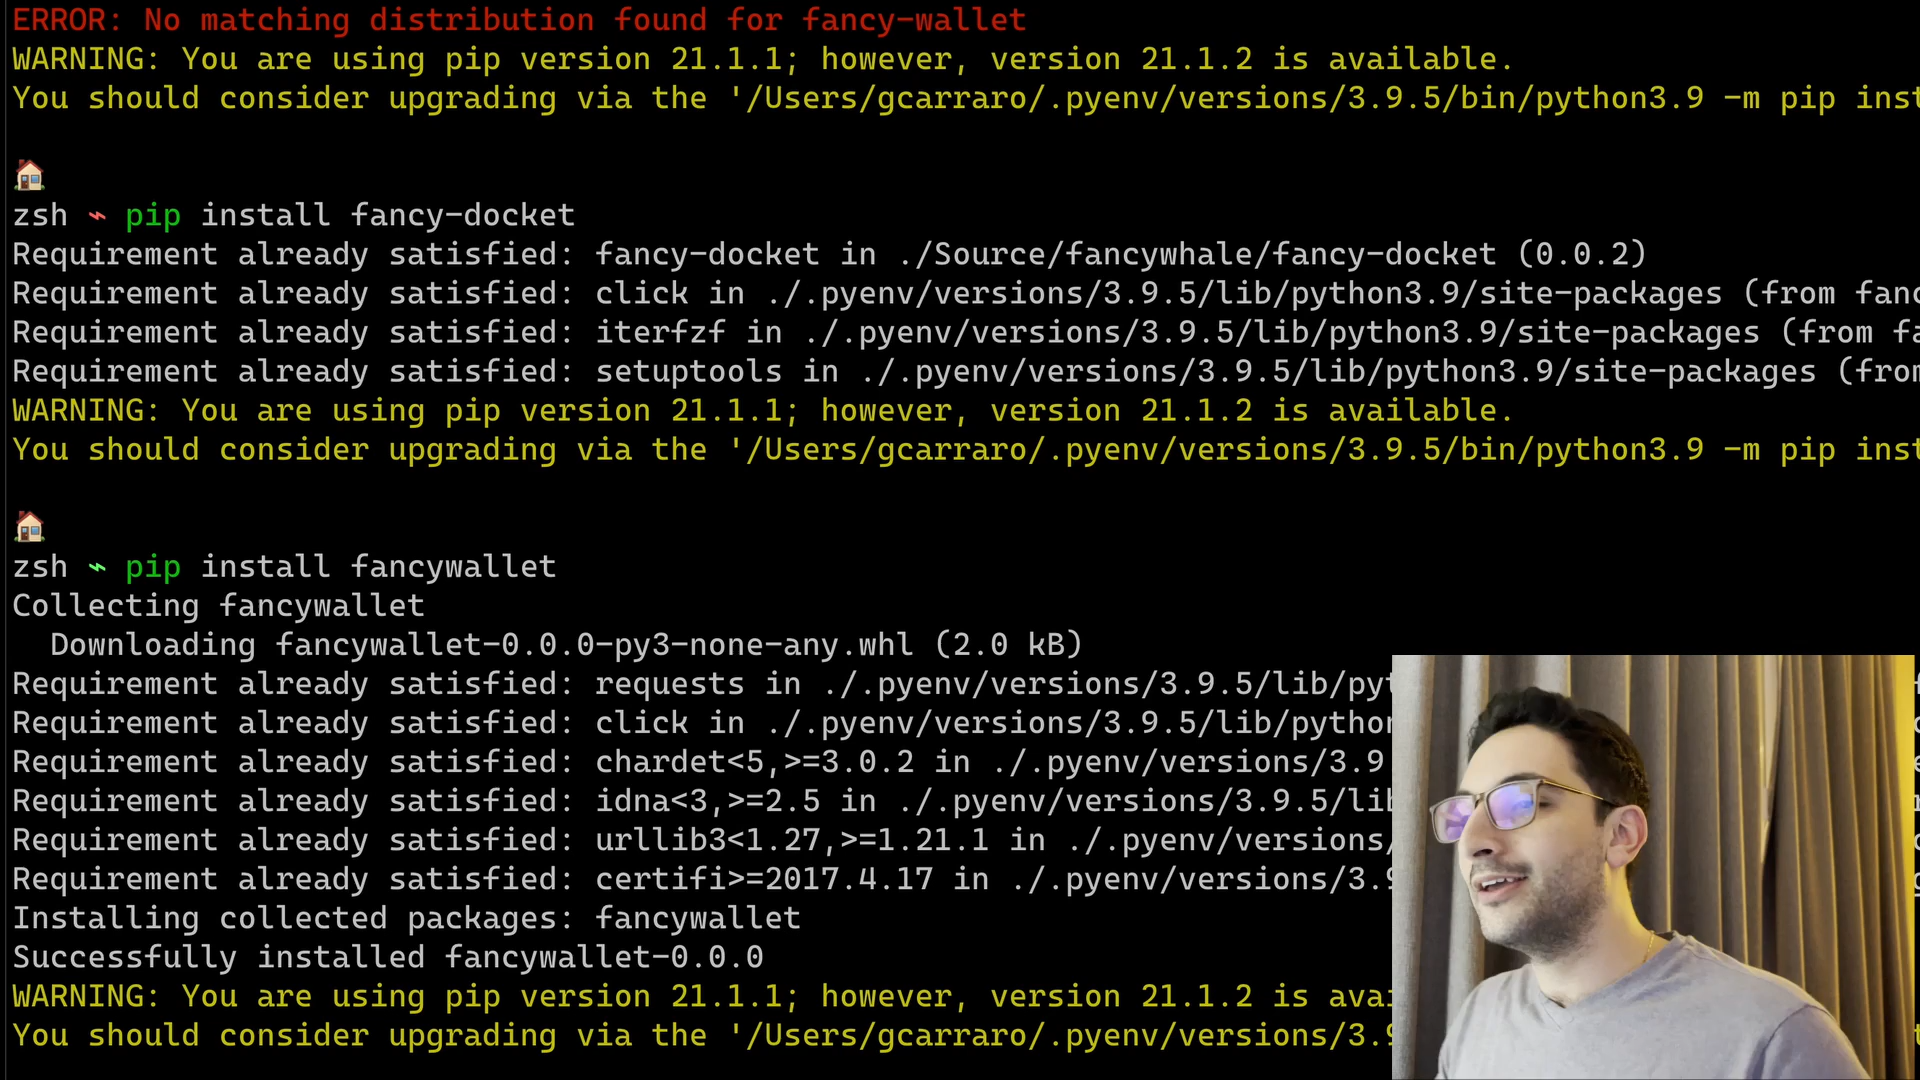 ERROR: No matching distribution found for fancy-wallet
WARNING: You are using pip version 21.1.1; however, version 21.1.2 is available.
You should consider upgrading via the '/Users/gcarraro/.pyenv/versions/3.9.5/bin/python3.9 -m pip inst
zsh pip install fancy-docket
Requirement already satisfied: fancy-docket in ./Source/fancywhale/fancy-docket (0.0.2)
Requirement already satisfied: click in ./.pyenv/versions/3.9.5/lib/python3.9/site-packages (from fanc
Requirement already satisfied: iterfzf in ./.pyenv/versions/3.9.5/lib/python3.9/site-packages (from fa
Requirement already satisfied: setuptools in ./.pyenv/versions/3.9.5/lib/python3.9/site-packages (from
WARNING: You are using pip version 21.1.1; however, version 21.1.2 is available.
You should consider upgrading via the '/Users/gcarraro/.pyenv/versions/3.9.5/bin/python3.9 -m pip inst
zsh pip install fancywallet
Collecting fancywallet
Downloading fancywallet-0.0.0-py3-none-any.whl (2.0 kB)
Requirement already satisfied: requests in ./.pyenv/versions/3.9.5/lib/pyt
Requirement already satisfied: click in ./.pyenv/versions/3.9.5/lib/python
Requirement already satisfied: chardet<5,>=3.0.2 in ./.pyenv/versions/3.9
Requirement already satisfied: idna<3,>=2.5 in ./.pyenv/versions/3.9.5/lib
Requirement already satisfied: urllib3<1.27,>=1.21.1 in ./.pyenv/versions/
Requirement already satisfied: certifi>=2017.4.17 in ./.pyenv/versions/3.9
Installing collected packages: fancywallet
Successfully installed fancywallet-0.0.0
WARNING: You are using pip version 21.1.1; however, version 21.1.2 is avai
You should consider upgrading via the '/Users/gcarraro/.pyenv/versions/3.9